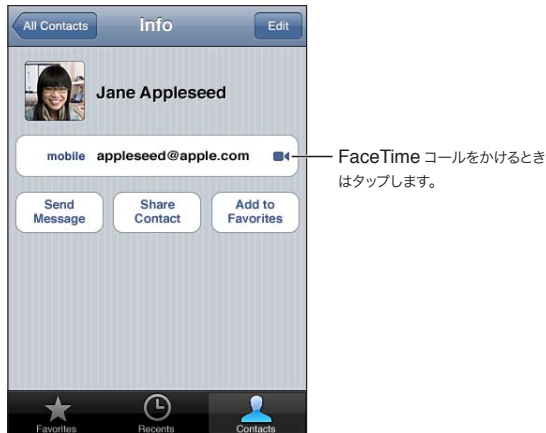 All Contacts
Info
Edit
Jane Appleseed
mobile appleseed@apple.com
FaceTime コールをかけるとき
はタップします。
Send
Message
Share
Contact
Add to
Favorites
Favorites
Recents
Contacts